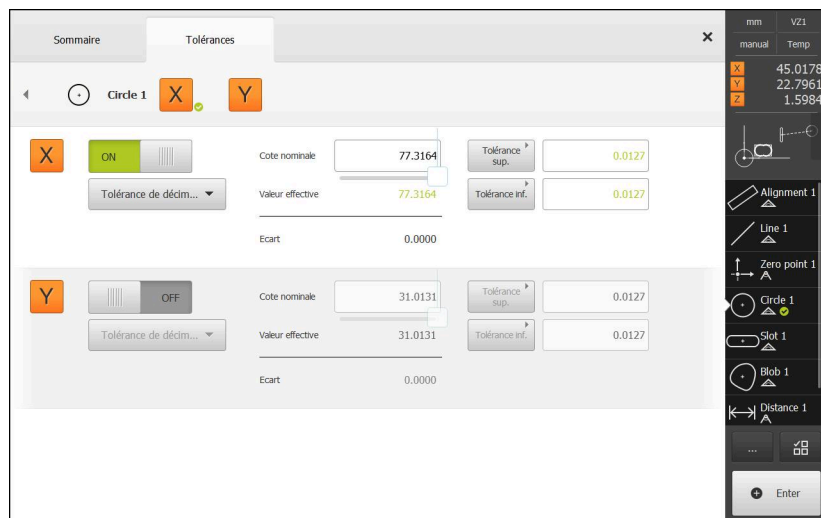 Sommaire
Tolérances
Circle 1
X
Y
X
ON
Cote nominale
77.3164
Tolérance sup.
0.0127
Tolérance de décim...
Valeur effective
77.3164
Tolérance inf.
0.0127
Ecart
0.0000
Y
OFF
Cote nominale
31.0131
Tolérance sup.
0.0127
Tolérance de décim...
Valeur effective
31.0131
Tolérance inf.
0.0127
Ecart
0.0000
mm
VZ1
manual
Temp
X 45.0178
Y 22.7961
Z 1.5984
Alignment 1
Line 1
Zero point 1
Circle 1
Slot 1
Blob 1
Distance 1
...
Enter